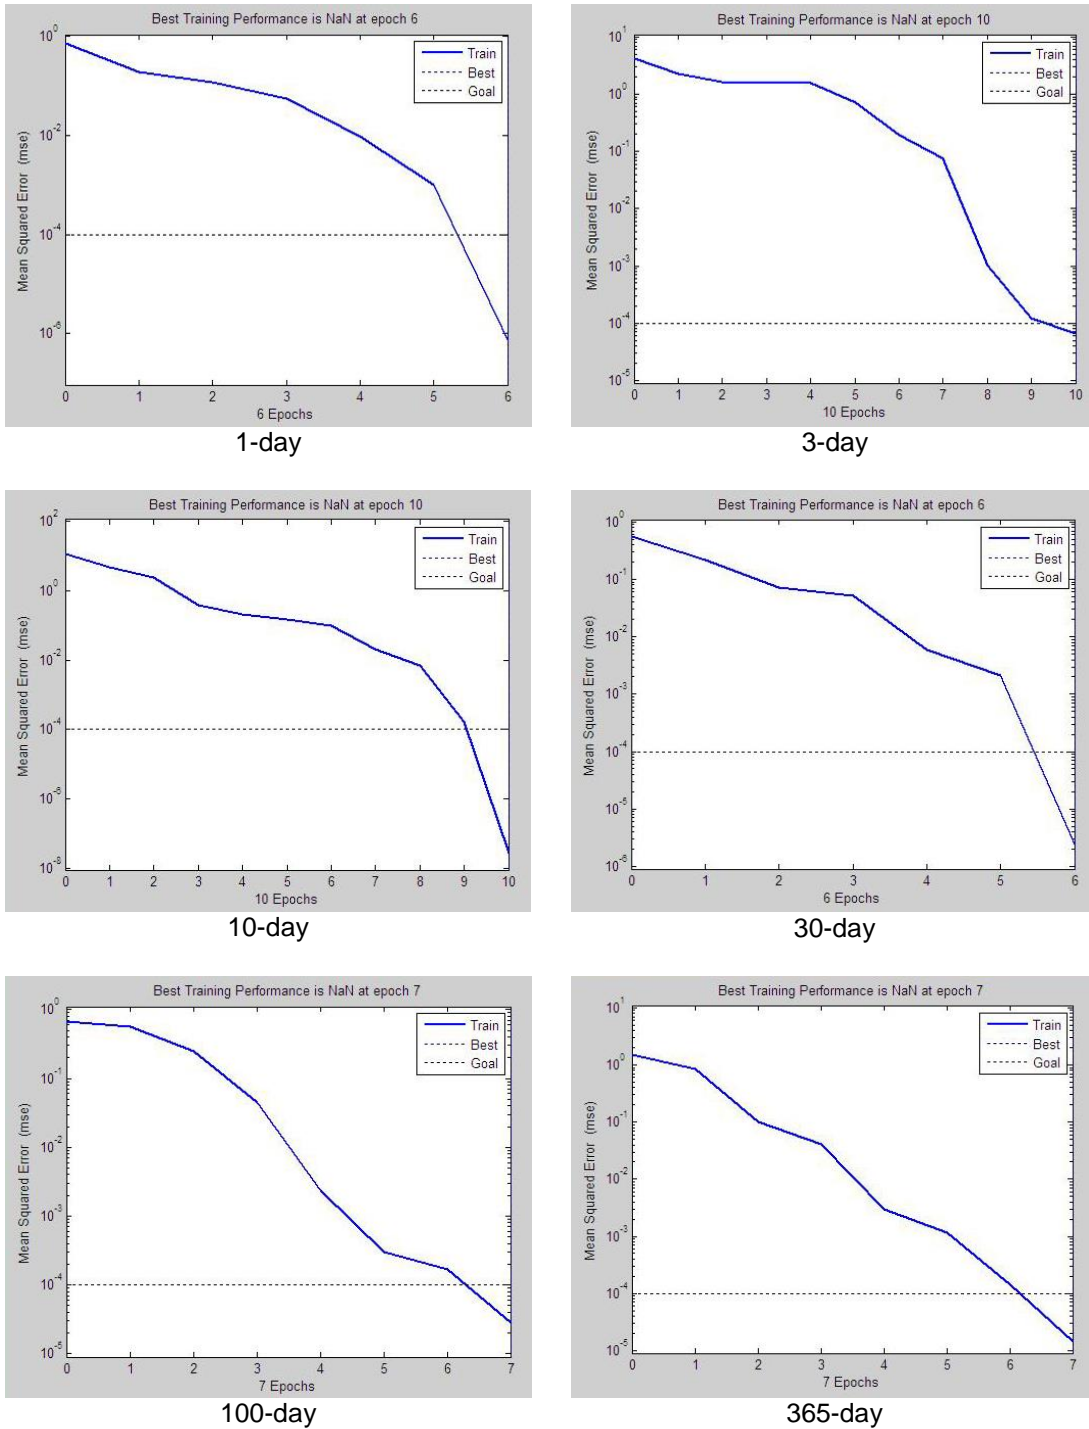 Best Training Performance is NaN at epoch 6
10^0
10^-2
10^-4
10^-6
Mean Squared Error (mse)
Train
Best
Goal
0 1 2 3 4 5 6
6 Epochs
1-day
Best Training Performance is NaN at epoch 10
10^1
10^0
10^-1
10^-2
10^-3
10^-4
10^-5
Mean Squared Error (mse)
Train
Best
Goal
0 1 2 3 4 5 6 7 8 9 10
10 Epochs
3-day
Best Training Performance is NaN at epoch 10
10^2
10^0
10^-2
10^-4
10^-6
10^-8
Mean Squared Error (mse)
Train
Best
Goal
0 1 2 3 4 5 6 7 8 9 10
10 Epochs
10-day
Best Training Performance is NaN at epoch 6
10^0
10^-1
10^-2
10^-3
10^-4
10^-5
10^-6
Mean Squared Error (mse)
Train
Best
Goal
0 1 2 3 4 5 6
6 Epochs
30-day
Best Training Performance is NaN at epoch 7
10^0
10^-1
10^-2
10^-3
10^-4
10^-5
Mean Squared Error (mse)
Train
Best
Goal
0 1 2 3 4 5 6 7
7 Epochs
100-day
Best Training Performance is NaN at epoch 7
10^1
10^0
10^-1
10^-2
10^-3
10^-4
10^-5
Mean Squared Error (mse)
Train
Best
Goal
0 1 2 3 4 5 6 7
7 Epochs
365-day